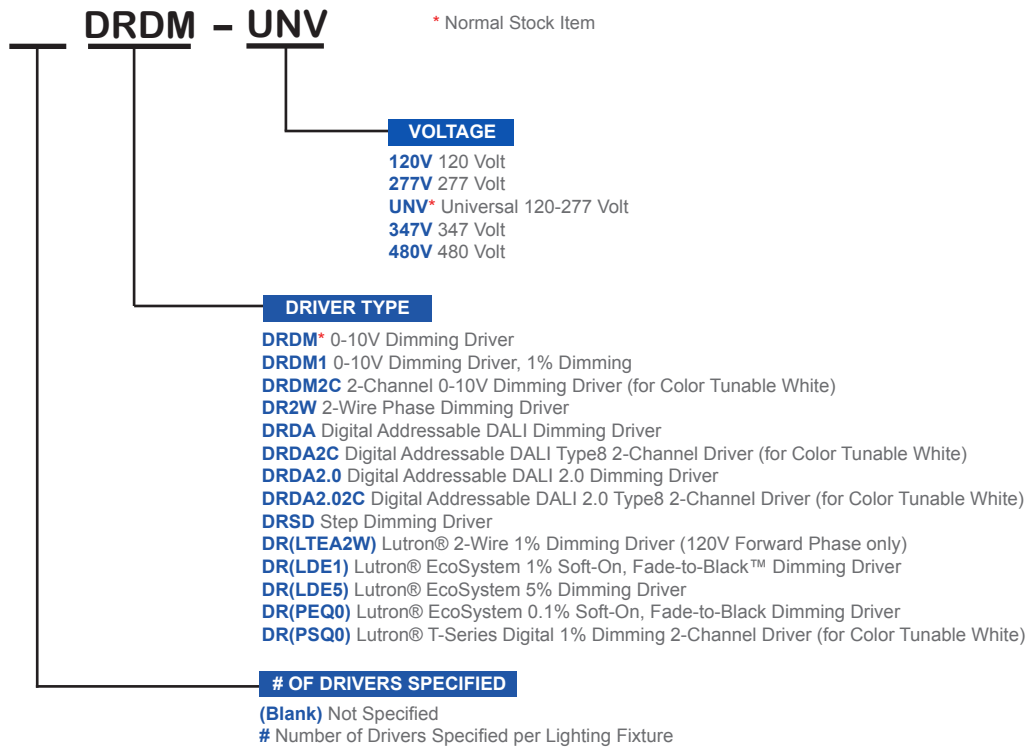 DRDM – UNV
* Normal Stock Item
VOLTAGE
120V 120 Volt
277V 277 Volt
UNV* Universal 120-277 Volt
347V 347 Volt
480V 480 Volt
DRIVER TYPE
DRDM* 0-10V Dimming Driver
DRDM1 0-10V Dimming Driver, 1% Dimming
DRDM2C 2-Channel 0-10V Dimming Driver (for Color Tunable White)
DR2W 2-Wire Phase Dimming Driver
DRDA Digital Addressable DALI Dimming Driver
DRDA2C Digital Addressable DALI Type8 2-Channel Driver (for Color Tunable White)
DRDA2.0 Digital Addressable DALI 2.0 Dimming Driver
DRDA2.02C Digital Addressable DALI 2.0 Type8 2-Channel Driver (for Color Tunable White)
DRSD Step Dimming Driver
DR(LTEA2W) Lutron® 2-Wire 1% Dimming Driver (120V Forward Phase only)
DR(LDE1) Lutron® EcoSystem 1% Soft-On, Fade-to-Black™ Dimming Driver
DR(LDE5) Lutron® EcoSystem 5% Dimming Driver
DR(PEQ0) Lutron® EcoSystem 0.1% Soft-On, Fade-to-Black Dimming Driver
DR(PSQ0) Lutron® T-Series Digital 1% Dimming 2-Channel Driver (for Color Tunable White)
# OF DRIVERS SPECIFIED
(Blank) Not Specified
# Number of Drivers Specified per Lighting Fixture